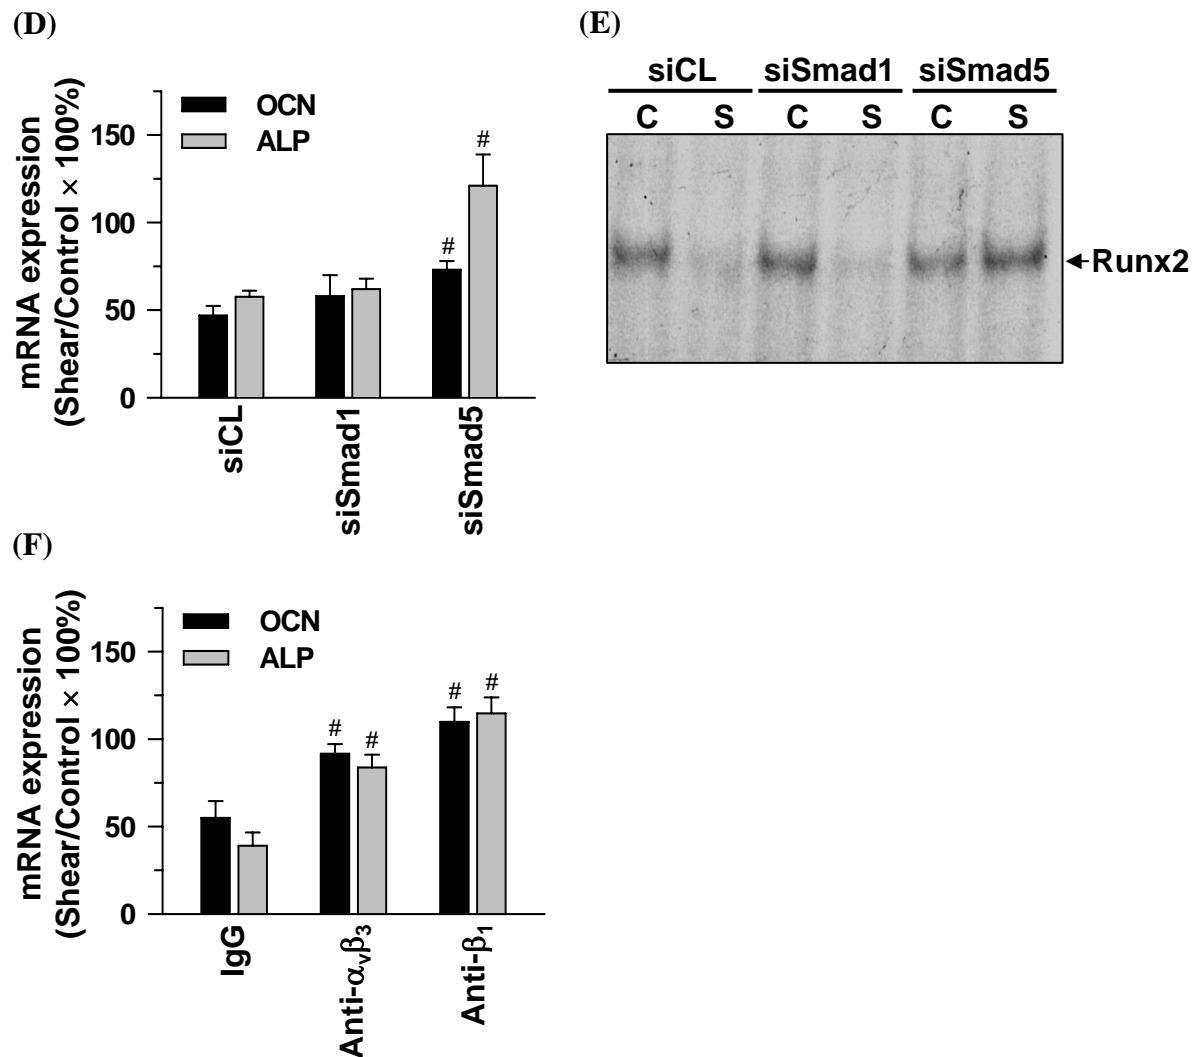 (D)
OCN
ALP
mRNA expression
(Shear/Control × 100%)
150
100
50
0
#
#
siCL
siSmad1
siSmad5
(E)
siCL siSmad1 siSmad5
C S C S C S
Runx2
(F)
OCN
ALP
mRNA expression
(Shear/Control × 100%)
150
100
50
0
# #
# #
IgG
Anti-αvβ3
Anti-β1